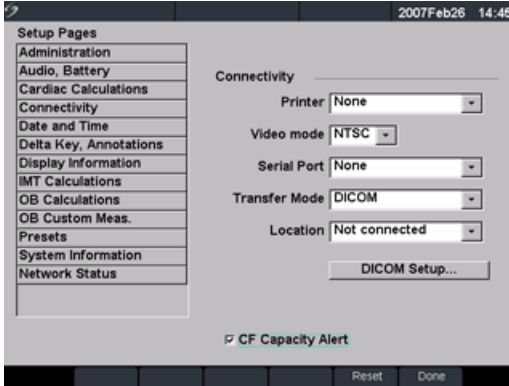 2007Feb26 14:45
Setup Pages
Administration
Audio, Battery
Cardiac Calculations
Connectivity
Date and Time
Delta Key, Annotations
Display Information
IMT Calculations
OB Calculations
OB Custom Meas.
Presets
System Information
Network Status
Connectivity
Printer None
Video mode NTSC
Serial Port None
Transfer Mode DICOM
Location Not connected
DICOM Setup...
CF Capacity Alert
Reset Done